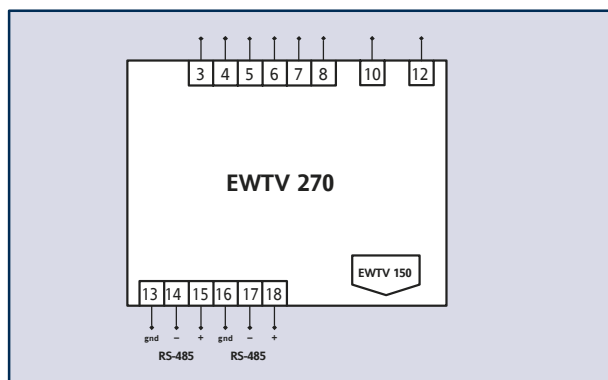 3 4 5 6 7 8 10 12
EWTV 270
EWTV 150
13 14 15 16 17 18
gnd – + gnd – +
RS-485 RS-485